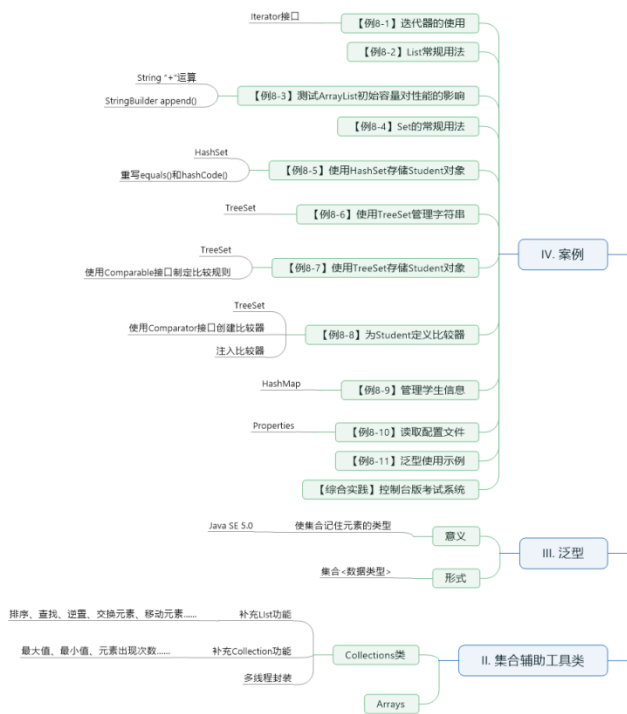 Iterator接口
【例8-1】迭代器的使用
【例8-2】List常规用法
String "+"运算
StringBuilder append()
【例8-3】测试ArrayList初始容量对性能的影响
【例8-4】Set的常规用法
HashSet
重写equals()和hashCode()
【例8-5】使用HashSet存储Student对象
TreeSet
【例8-6】使用TreeSet管理字符串
TreeSet
使用Comparable接口制定比较规则
【例8-7】使用TreeSet存储Student对象
TreeSet
使用Comparator接口创建比较器
注入比较器
【例8-8】为Student定义比较器
HashMap
【例8-9】管理学生信息
Properties
【例8-10】读取配置文件
【例8-11】泛型使用示例
【综合实践】控制台版考试系统
IV. 案例
Java SE 5.0
使集合记住元素的类型
意义
集合<数据类型>
形式
III. 泛型
排序、查找、逆置、交换元素、移动元素......
补充List功能
最大值、最小值、元素出现次数......
补充Collection功能
多线程封装
Collections类
Arrays
II. 集合辅助工具类